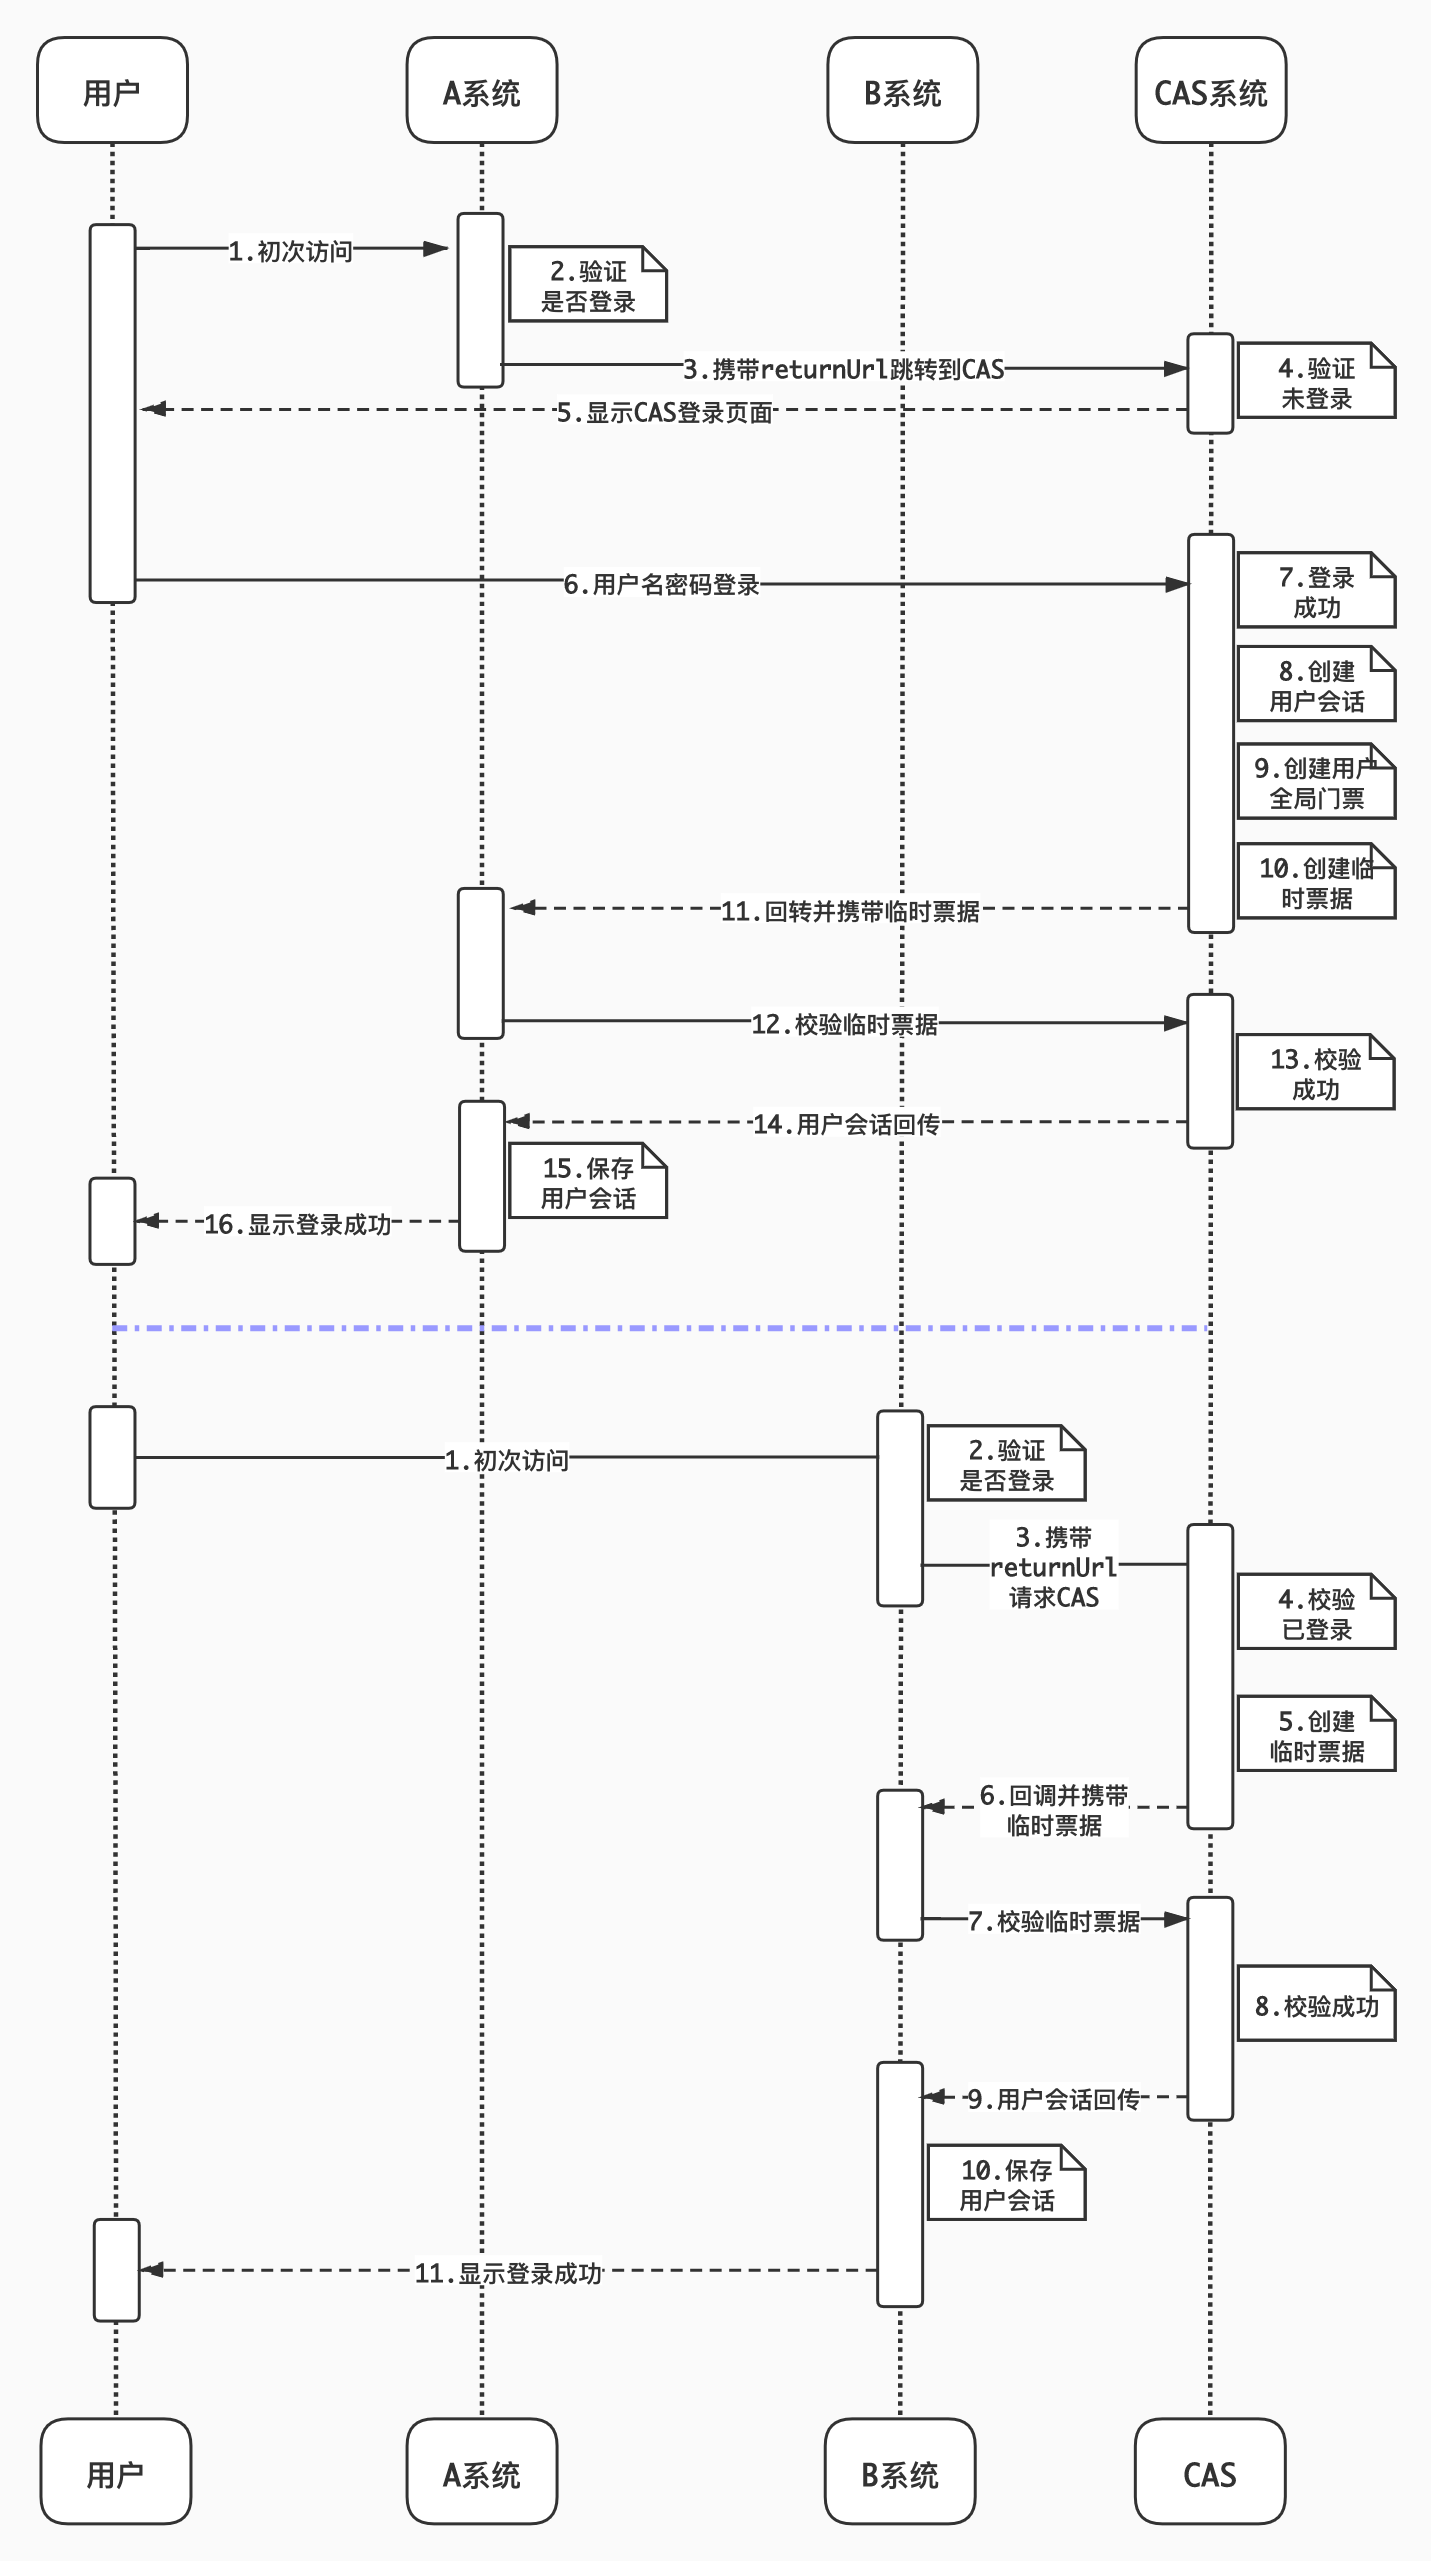 用户
A系统
B系统
CAS系统
1.初次访问
2.验证
是否登录
3.携带returnUrl跳转到CAS
4.验证
未登录
5.显示CAS登录页面
6.用户名密码登录
7.登录
成功
8.创建
用户会话
9.创建用户
全局门票
10.创建临
时票据
11.回转并携带临时票据
12.校验临时票据
13.校验
成功
14.用户会话回传
15.保存
用户会话
16.显示登录成功
1.初次访问
2.验证
是否登录
3.携带
returnUrl
请求CAS
4.校验
已登录
5.创建
临时票据
6.回调并携带
临时票据
7.校验临时票据
8.校验成功
9.用户会话回传
10.保存
用户会话
11.显示登录成功
用户
A系统
B系统
CAS